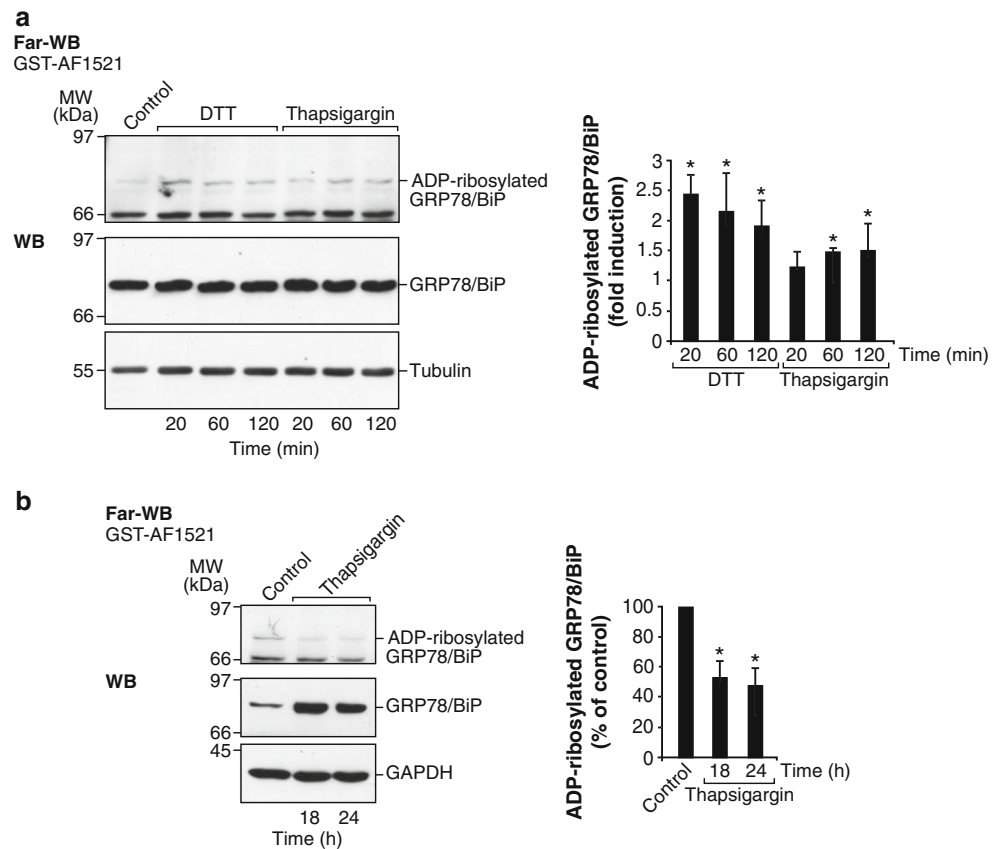 a
Far-WB
GST-AF1521
MW
(kDa)
Control
DTT
Thapsigargin
97
ADP-ribosylated
GRP78/BiP
66
WB
97
GRP78/BiP
66
55
Tubulin
20 60 120 20 60 120
Time (min)
ADP-ribosylated GRP78/BiP
(fold induction)
3
2.5
2
1.5
1
0.5
0
* * * * *
20 60 120 20 60 120 Time (min)
DTT Thapsigargin
b
Far-WB
GST-AF1521
MW
(kDa)
Control
Thapsigargin
97
ADP-ribosylated
GRP78/BiP
66
WB
97
GRP78/BiP
66
45
GAPDH
18 24
Time (h)
ADP-ribosylated GRP78/BiP
(% of control)
100
80
60
40
20
0
* *
Control
18 24 Time (h)
Thapsigargin